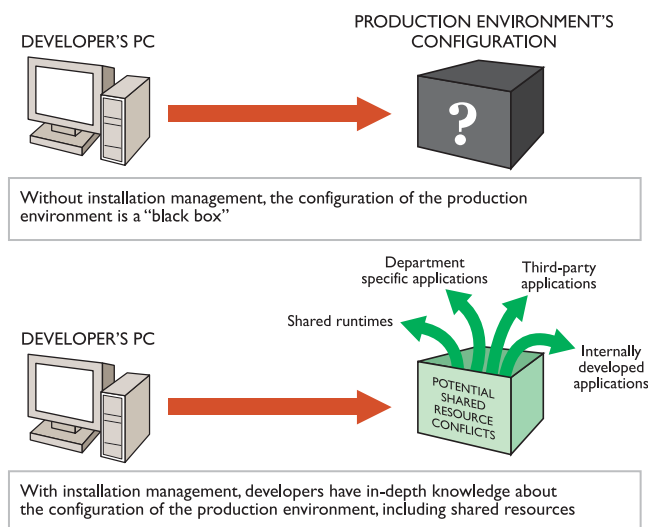 DEVELOPER'S PC
PRODUCTION ENVIRONMENT'S
CONFIGURATION
?
Without installation management, the configuration of the production
environment is a “black box”
DEVELOPER'S PC
Shared runtimes
Department
specific applications
Third-party
applications
Internally
developed
applications
POTENTIAL
SHARED
RESOURCE
CONFLICTS
With installation management, developers have in-depth knowledge about
the configuration of the production environment, including shared resources